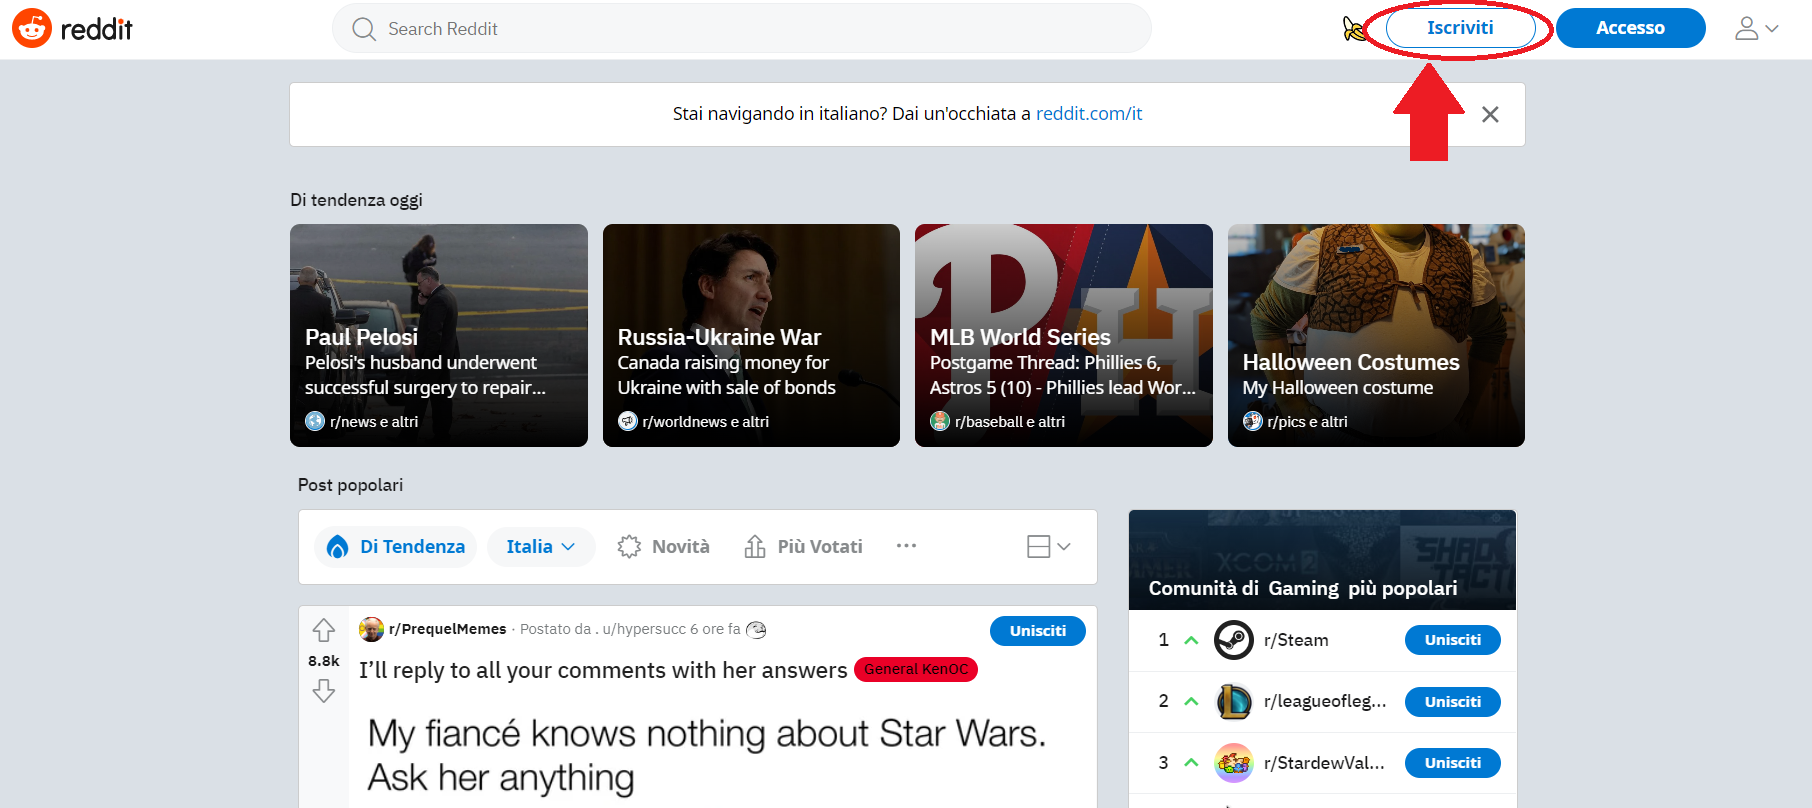 reddit
Search Reddit
Iscriviti
Accesso
Stai navigando in italiano? Dai un'occhiata a reddit.com/it
Di tendenza oggi
Paul Pelosi
Pelosi's husband underwent
successful surgery to repair...
r/news e altri
Russia-Ukraine War
Canada raising money for
Ukraine with sale of bonds
r/worldnews e altri
MLB World Series
Postgame Thread: Phillies 6,
Astros 5 (10) - Phillies lead Wor...
r/baseball e altri
Halloween Costumes
My Halloween costume
r/pics e altri
Post popolari
Di Tendenza
Italia
Novità
Più Votati
8.8k
r/PrequelMemes · Postato da . u/hypersucc 6 ore fa
Unisciti
I’ll reply to all your comments with her answers General KenOC
My fiancé knows nothing about Star Wars.
Ask her anything
XCOM 2
Comunità di Gaming più popolari
1 r/Steam Unisciti
2 r/leagueofleg... Unisciti
3 r/StardewVal... Unisciti